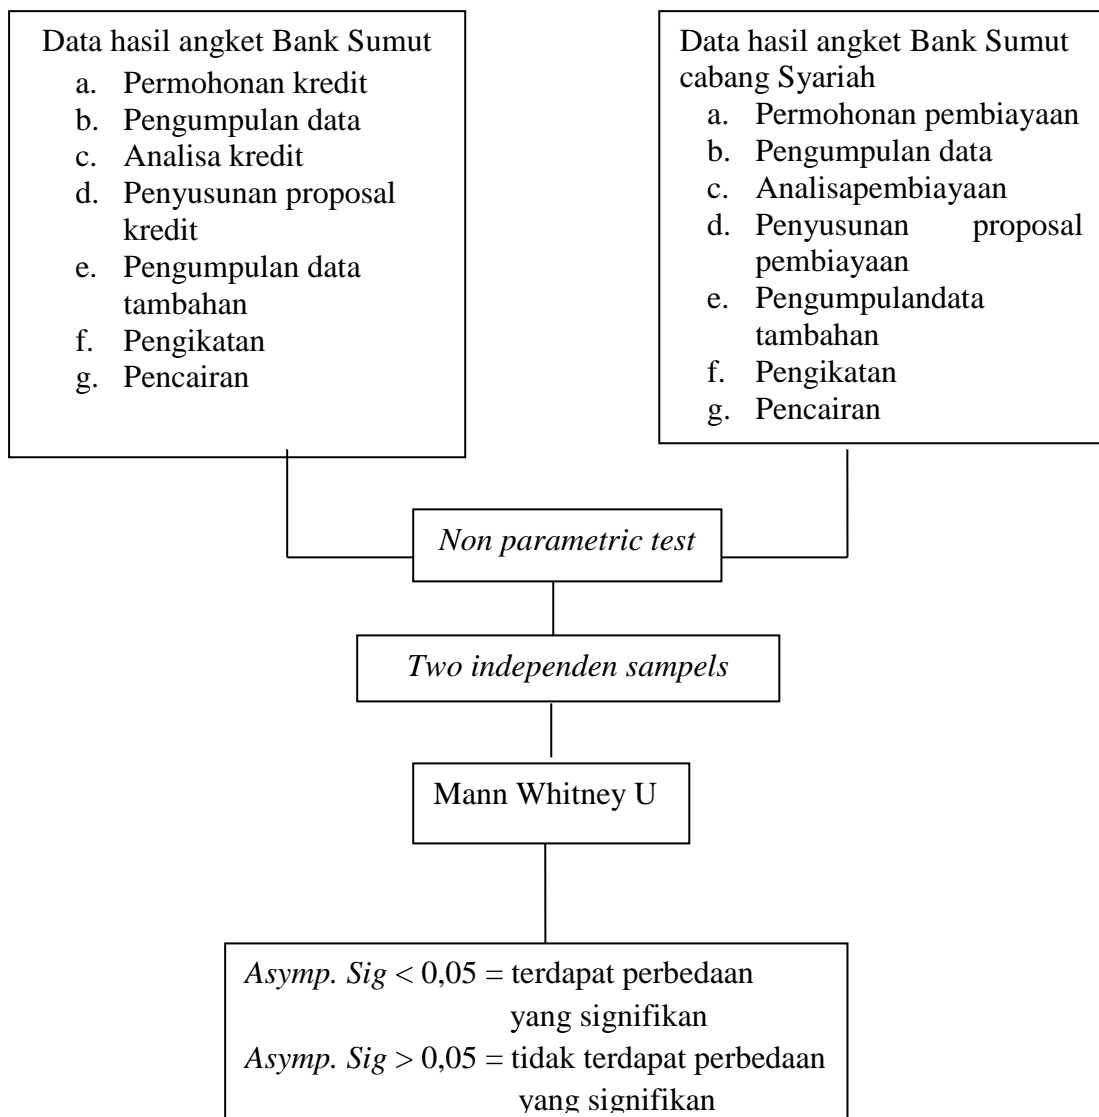 Data hasil angket Bank Sumut
a. Permohonan kredit
b. Pengumpulan data
c. Analisa kredit
d. Penyusunan proposal
kredit
e. Pengumpulan data
tambahan
f. Pengikatan
g. Pencairan
Data hasil angket Bank Sumut
cabang Syariah
a. Permohonan pembiayaan
b. Pengumpulan data
c. Analisapembiayaan
d. Penyusunan proposal
pembiayaan
e. Pengumpulandata
tambahan
f. Pengikatan
g. Pencairan
Non parametric test
Two independen sampels
Mann Whitney U
Asymp. Sig < 0,05 = terdapat perbedaan
yang signifikan
Asymp. Sig > 0,05 = tidak terdapat perbedaan
yang signifikan